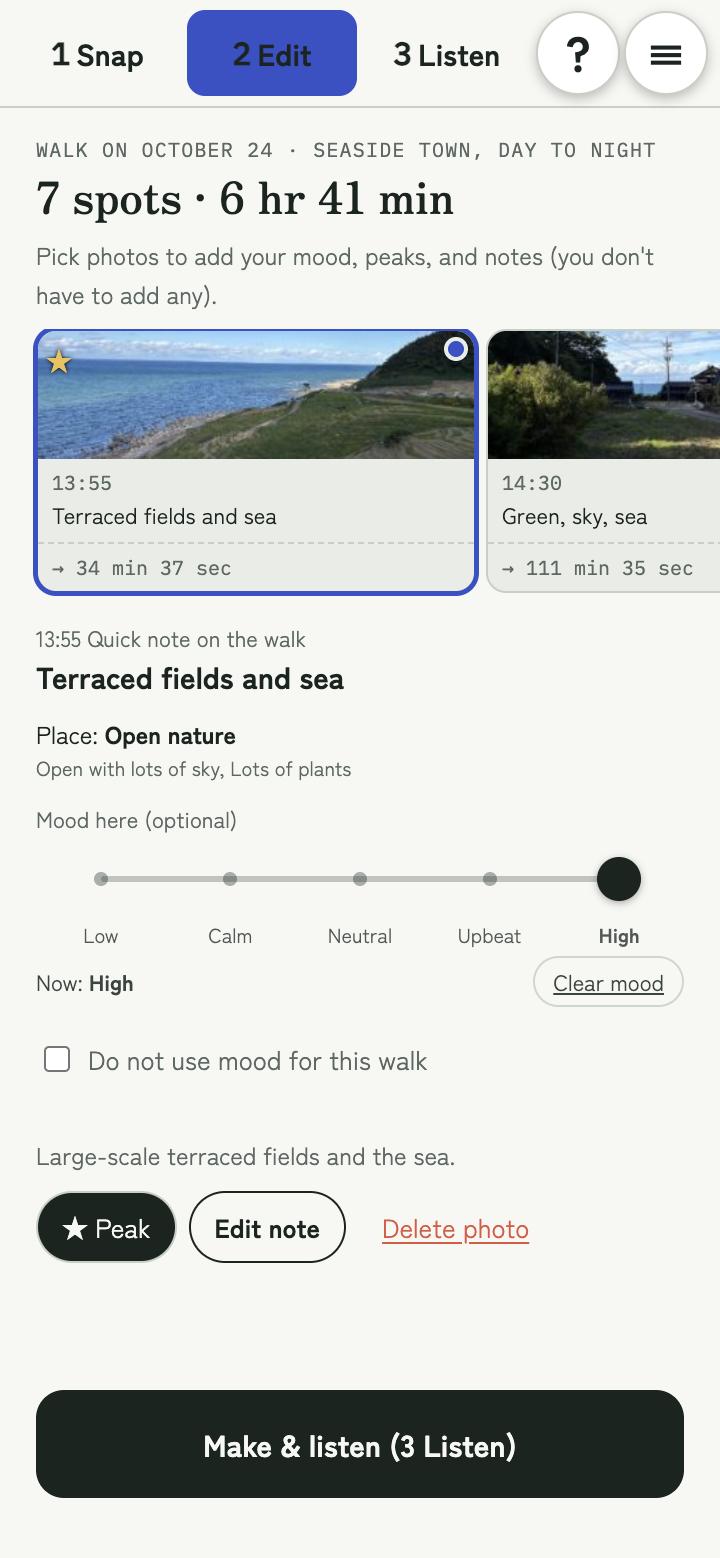 1 Snap
2 Edit
3 Listen
?
WALK ON OCTOBER 24 · SEASIDE TOWN, DAY TO NIGHT
7 spots · 6 hr 41 min
Pick photos to add your mood, peaks, and notes (you don't
have to add any).
13:55
Terraced fields and sea
→ 34 min 37 sec
14:30
Green, sky, sea
→ 111 min 35 sec
13:55 Quick note on the walk
Terraced fields and sea
Place: Open nature
Open with lots of sky, Lots of plants
Mood here (optional)
Low Calm Neutral Upbeat High
Now: High
Clear mood
Do not use mood for this walk
Large-scale terraced fields and the sea.
★ Peak
Edit note
Delete photo
Make & listen (3 Listen)